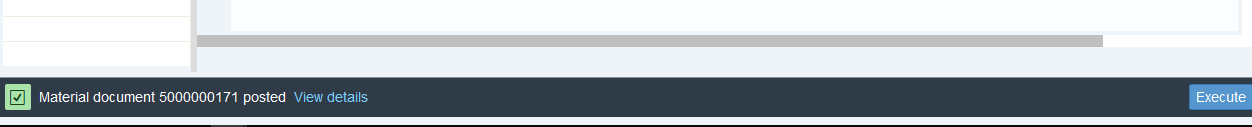 Material document 5000000171 posted View details
Execute